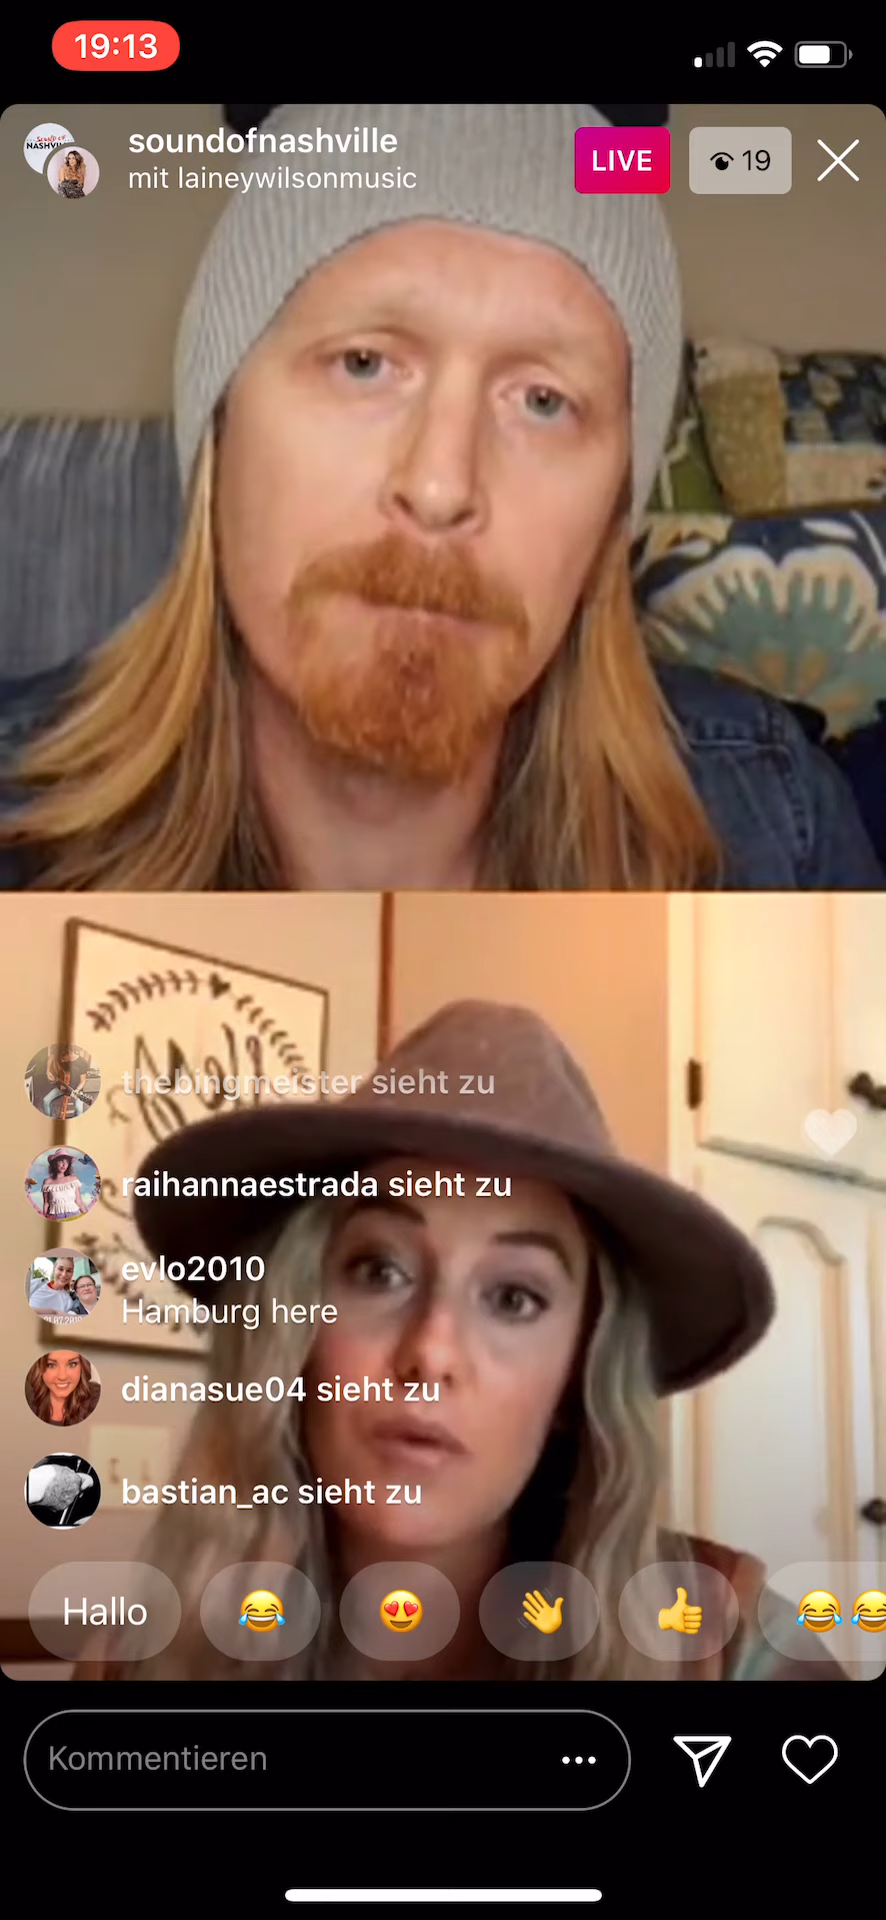 19:13
soundofnashville
mit laineywilsonmusic
LIVE
19
thebingmeister sieht zu
raihannaestrada sieht zu
evlo2010
Hamburg here
dianasue04 sieht zu
bastian_ac sieht zu
Hallo
Kommentieren